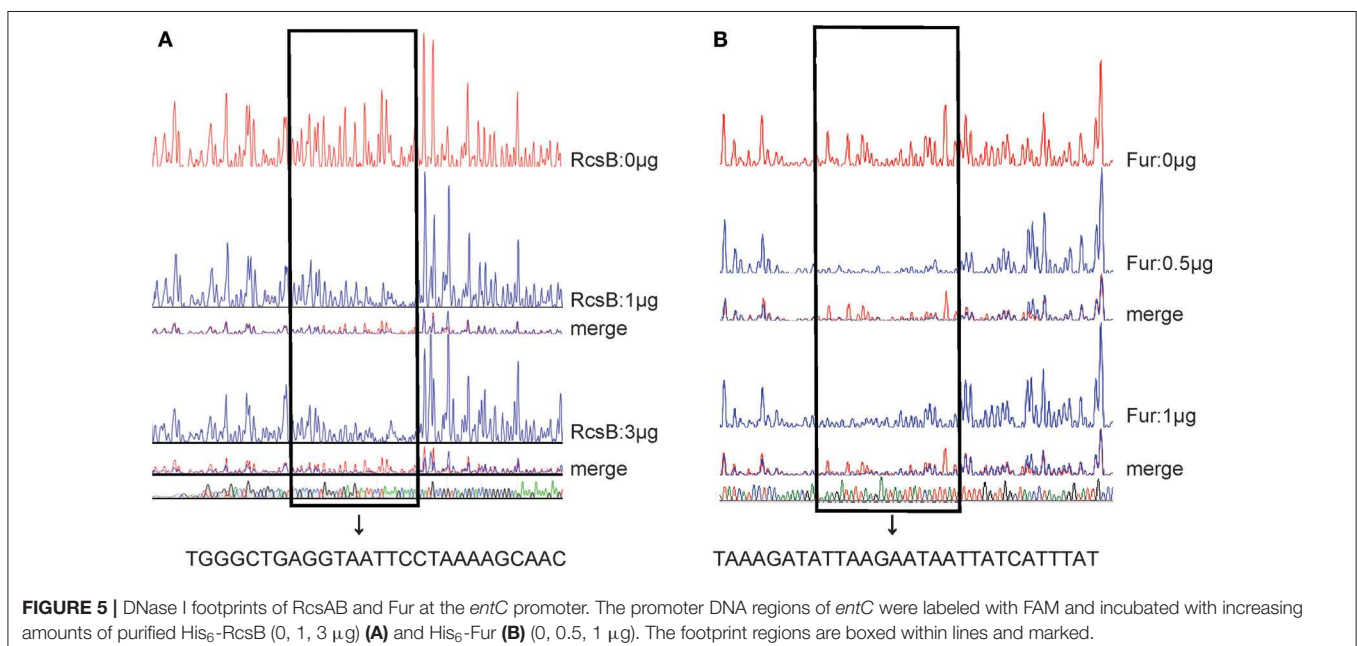 A
B
RcsB:0µg
Fur:0µg
RcsB:1µg
Fur:0.5µg
merge
merge
RcsB:3µg
Fur:1µg
merge
merge
TGGGCTGAGGTAATTCCTAAAAGCAAC
TAAAGATATTAAGAATAATTATCATTTAT
FIGURE 5 | DNase I footprints of RcsAB and Fur at the entC promoter. The promoter DNA regions of entC were labeled with FAM and incubated with increasing
amounts of purified His₆-RcsB (0, 1, 3 µg) (A) and His₆-Fur (B) (0, 0.5, 1 µg). The footprint regions are boxed within lines and marked.